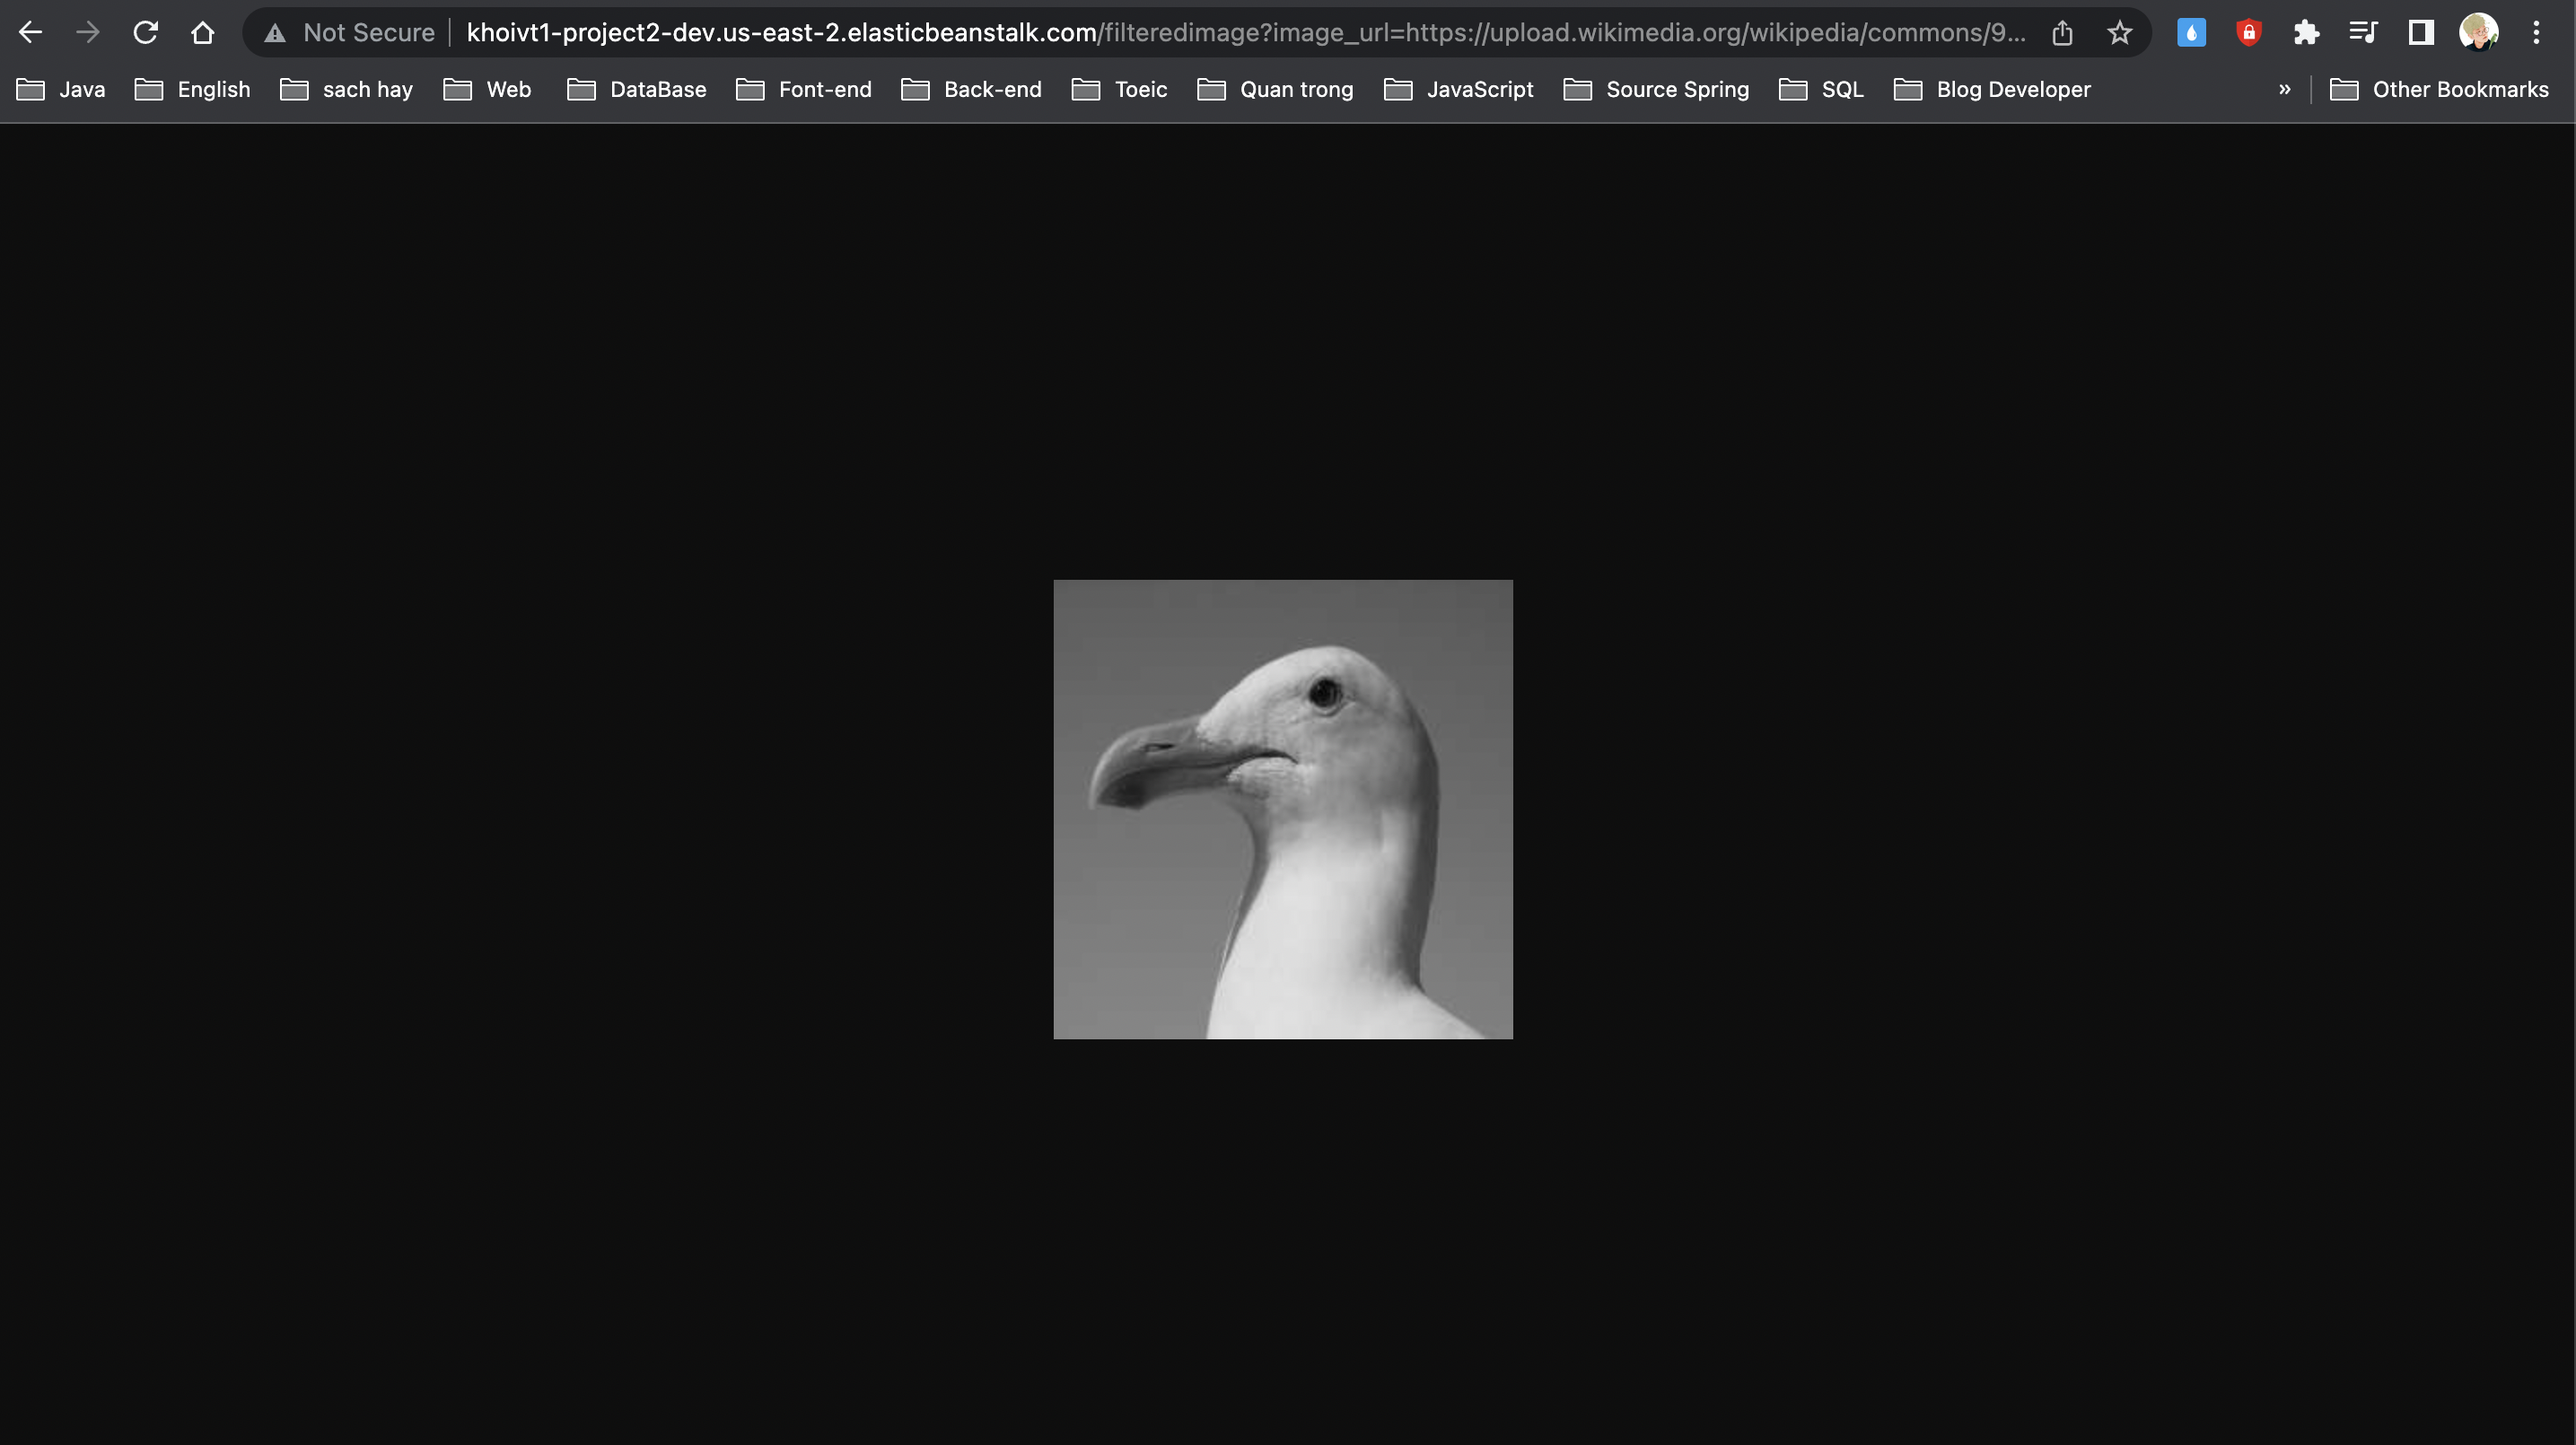 Not Secure khoivt1-project2-dev.us-east-2.elasticbeanstalk.com/filteredimage?image_url=https://upload.wikimedia.org/wikipedia/commons/9...
Java English sach hay Web DataBase Font-end Back-end Toeic Quan trong JavaScript Source Spring SQL Blog Developer » Other Bookmarks